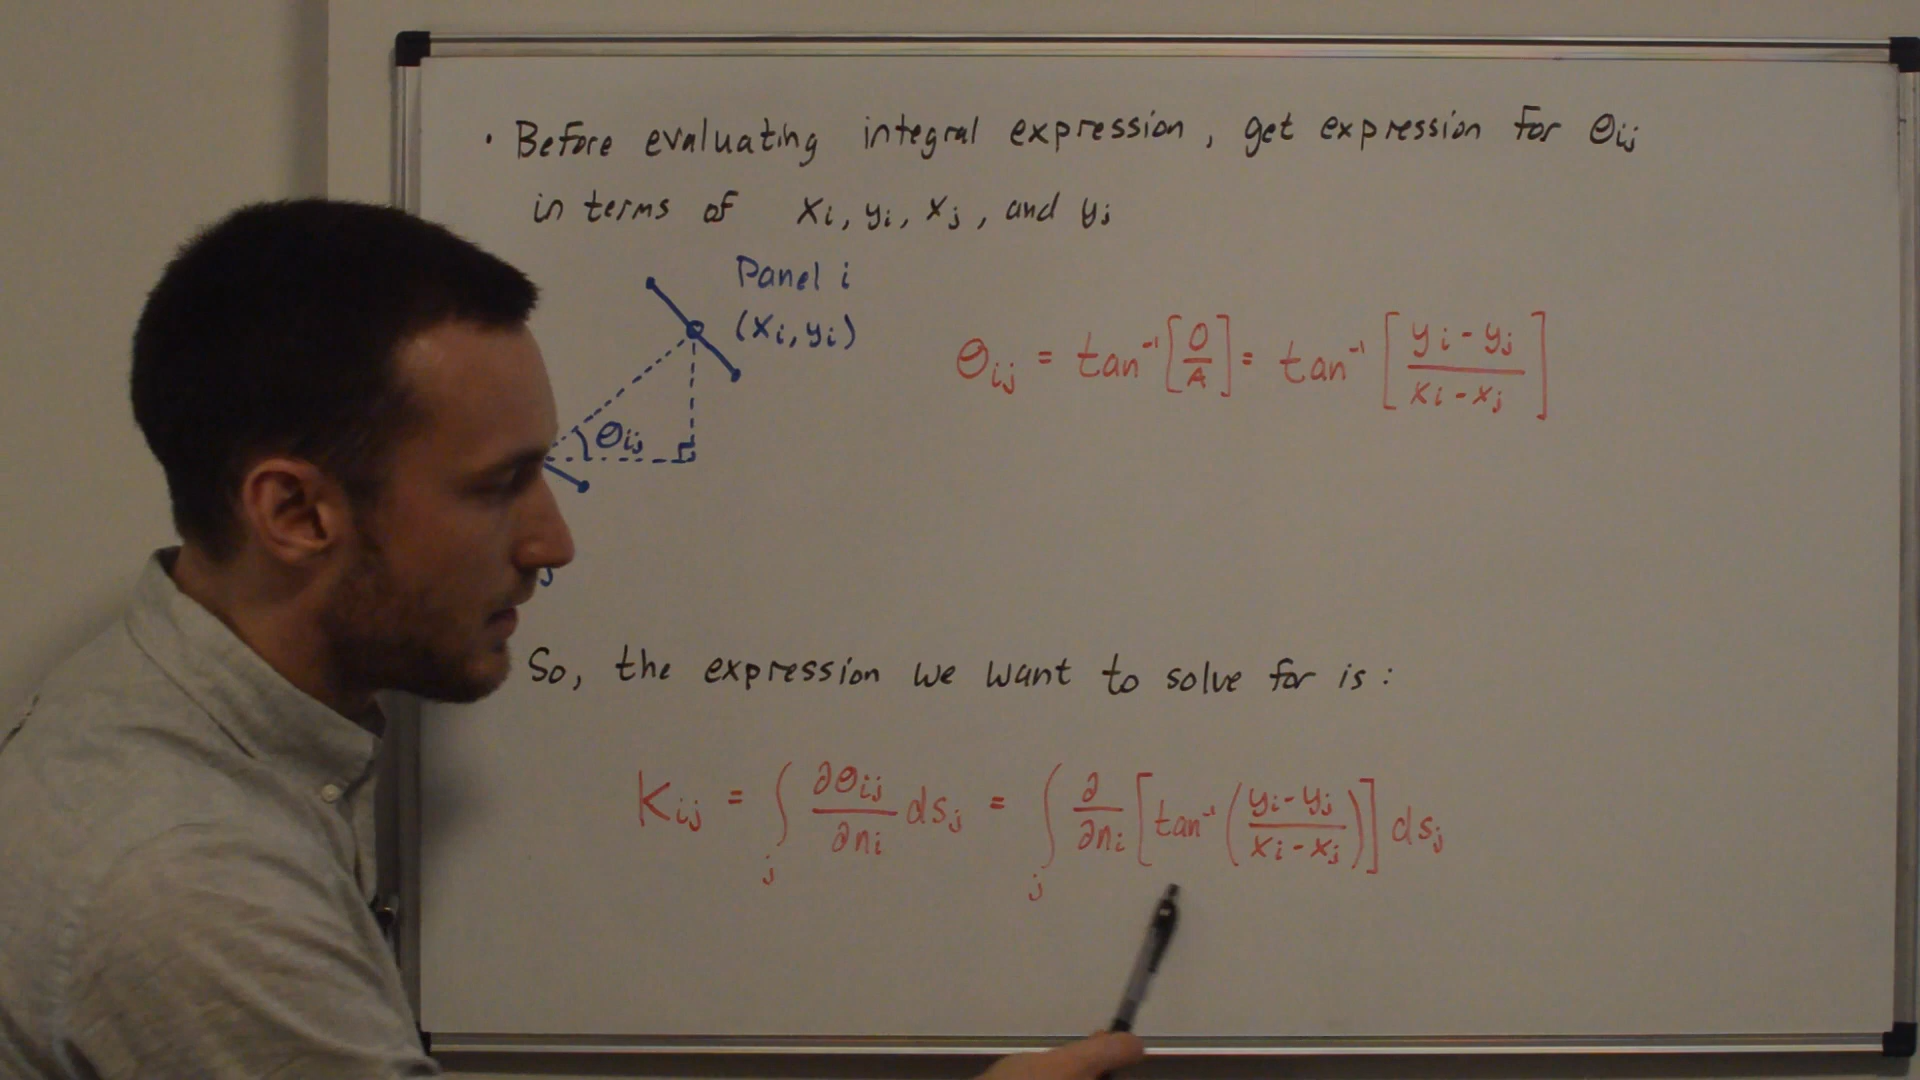 · Before evaluating integral expression, get expression for θij
in terms of xi, yi, xj, and yj
Panel i
(xi, yi)
θij = tan⁻¹[O/A] = tan⁻¹[(yi - yj)/(xi - xj)]
θij
j
So, the expression we want to solve for is:
Kij = ∫j ∂θij/∂ni dsj = ∫j ∂/∂ni [tan⁻¹((yi - yj)/(xi - xj))] dsj